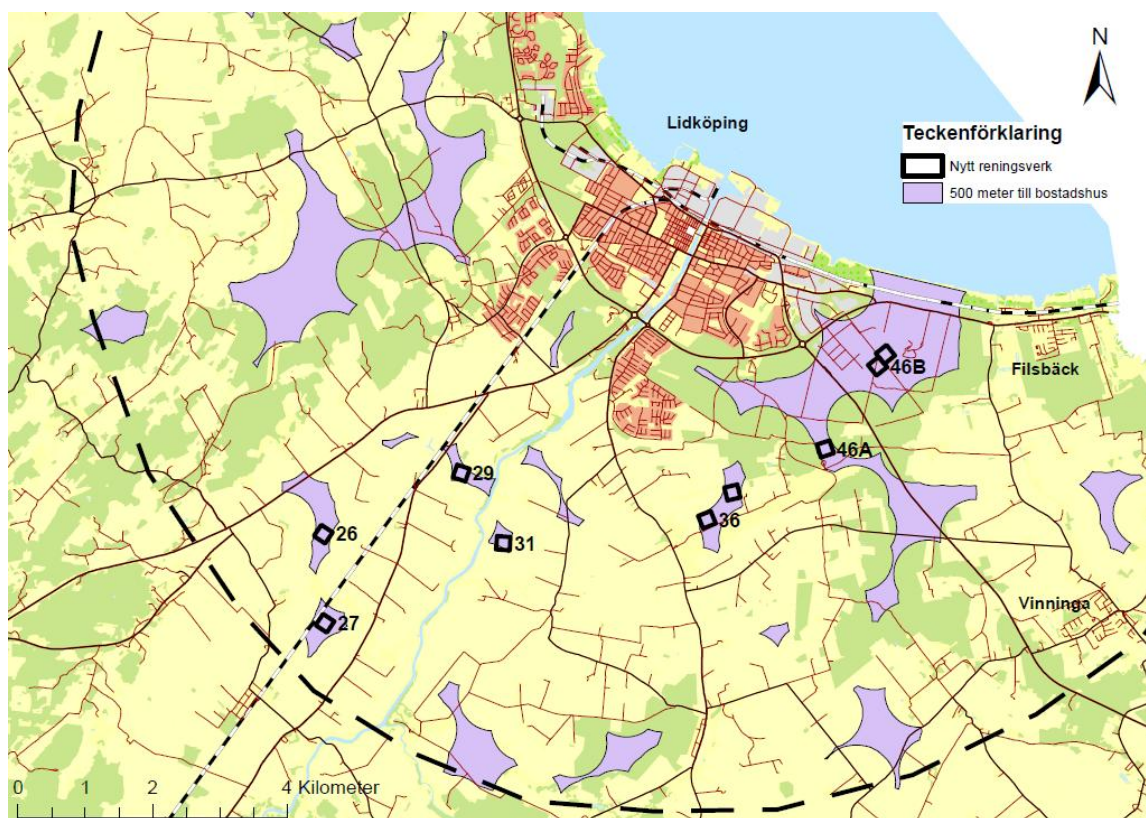 N
Lidköping
Teckenförklaring
Nytt reningsverk
500 meter till bostadshus
46B
Filsbäck
46A
29
36
26
31
Vinninga
27
0 1 2 4 Kilometer